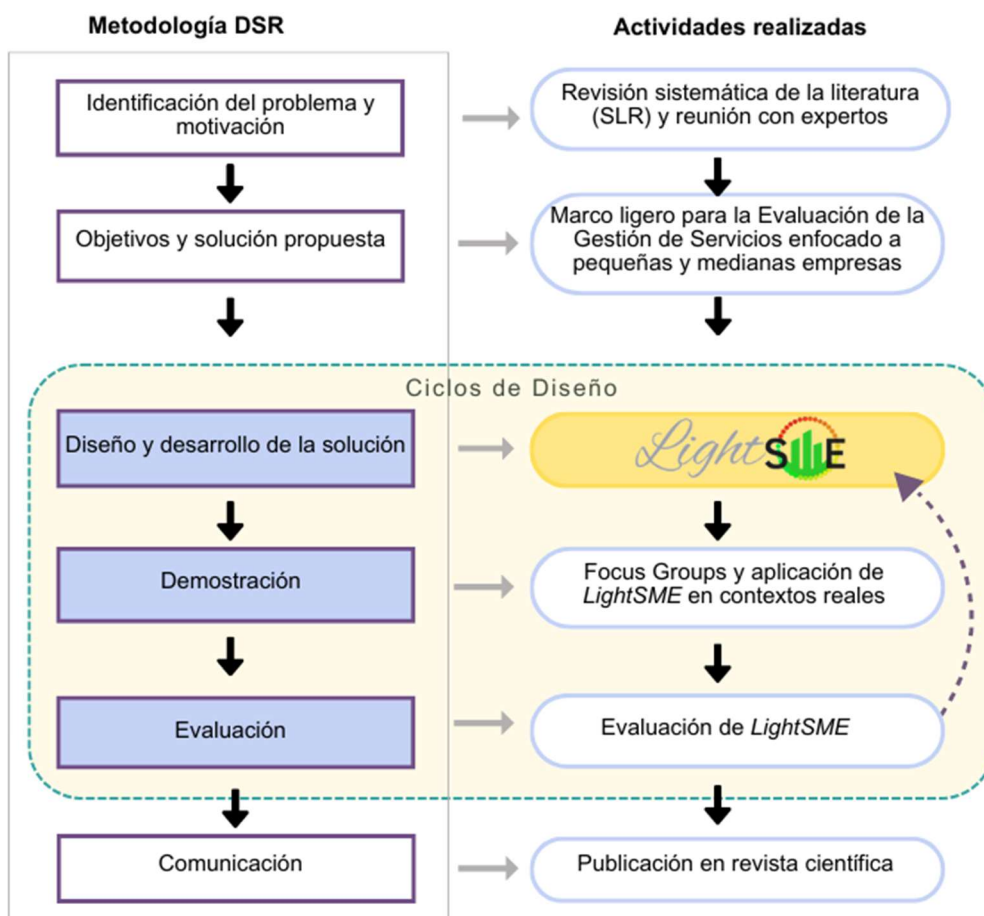 Metodología DSR
Actividades realizadas
Identificación del problema y
motivación
Revisión sistemática de la literatura
(SLR) y reunión con expertos
Objetivos y solución propuesta
Marco ligero para la Evaluación de la
Gestión de Servicios enfocado a
pequeñas y medianas empresas
Ciclos de Diseño
Diseño y desarrollo de la solución
LightSME
Demostración
Focus Groups y aplicación de
LightSME en contextos reales
Evaluación
Evaluación de LightSME
Comunicación
Publicación en revista científica